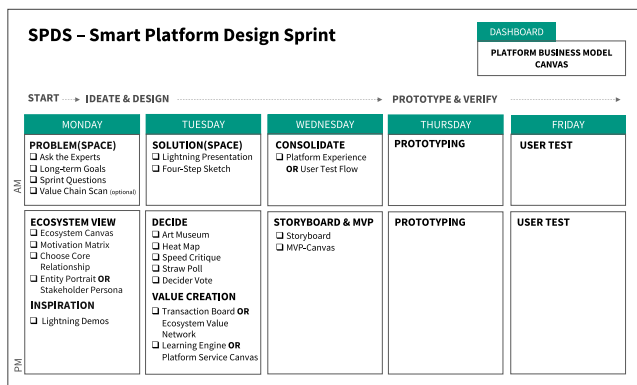 SPDS – Smart Platform Design Sprint
DASHBOARD
PLATFORM BUSINESS MODEL
CANVAS
START
IDEATE & DESIGN
PROTOTYPE & VERIFY
MONDAY
TUESDAY
WEDNESDAY
THURSDAY
FRIDAY
AM
PROBLEM(SPACE)
Ask the Experts
Long-term Goals
Sprint Questions
Value Chain Scan (optional)
SOLUTION(SPACE)
Lightning Presentation
Four-Step Sketch
CONSOLIDATE
Platform Experience
OR User Test Flow
PROTOTYPING
USER TEST
PM
ECOSYSTEM VIEW
Ecosystem Canvas
Motivation Matrix
Choose Core
Relationship
Entity Portrait OR
Stakeholder Persona
INSPIRATION
Lightning Demos
DECIDE
Art Museum
Heat Map
Speed Critique
Straw Poll
Decider Vote
VALUE CREATION
Transaction Board OR
Ecosystem Value
Network
Learning Engine OR
Platform Service Canvas
STORYBOARD & MVP
Storyboard
MVP-Canvas
PROTOTYPING
USER TEST